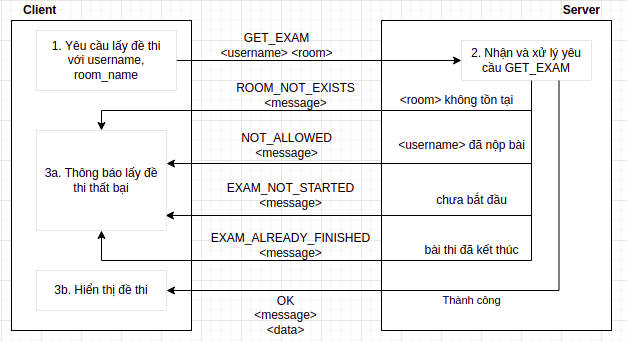 Client
Server
1. Yêu cầu lấy đề thi
với username,
room_name
GET_EXAM
<username> <room>
2. Nhận và xử lý yêu
cầu GET_EXAM
ROOM_NOT_EXISTS
<message>
<room> không tồn tại
NOT_ALLOWED
<message>
<username> đã nộp bài
3a. Thông báo lấy đề
thi thất bại
EXAM_NOT_STARTED
<message>
chưa bắt đầu
EXAM_ALREADY_FINISHED
<message>
bài thi đã kết thúc
3b. Hiển thị đề thi
OK
<message>
<data>
Thành công